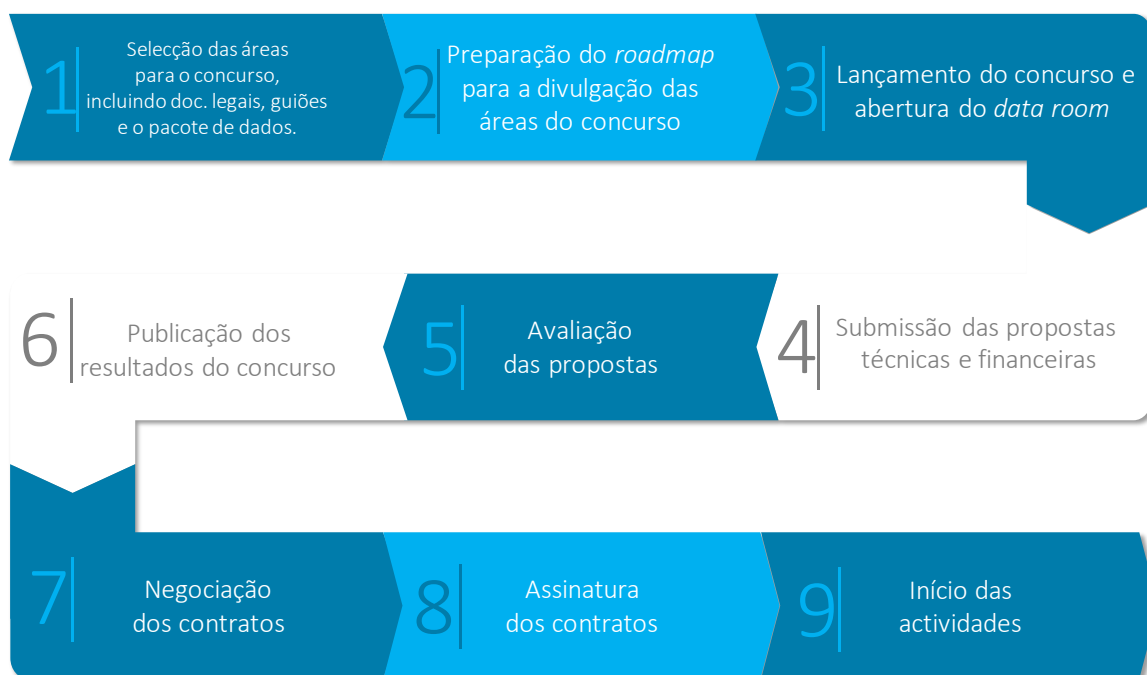 1
Selecção das áreas
para o concurso,
incluindo doc. legais, guiões
e o pacote de dados.
2
Preparação do roadmap
para a divulgação das
áreas do concurso
3
Lançamento do concurso e
abertura do data room
4
Submissão das propostas
técnicas e financeiras
5
Avaliação
das propostas
6
Publicação dos
resultados do concurso
7
Negociação
dos contratos
8
Assinatura
dos contratos
9
Início das
actividades